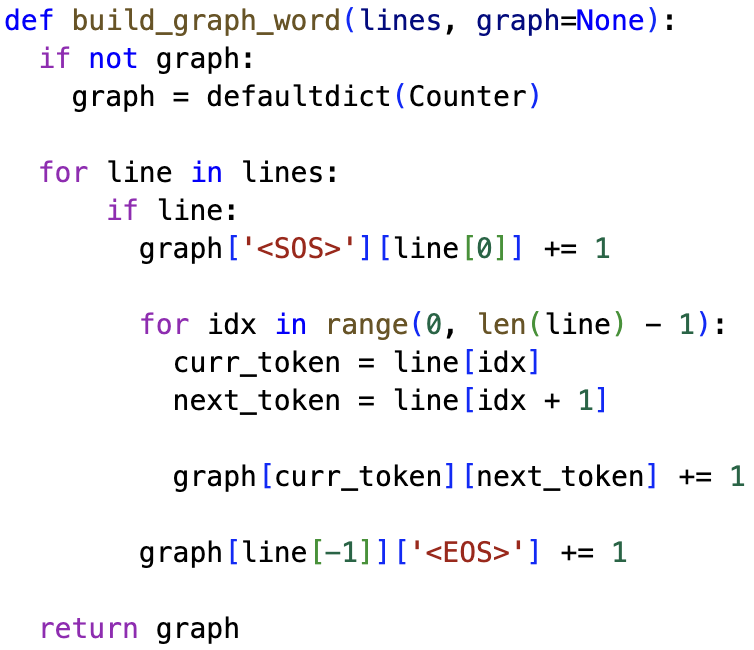 def build_graph_word(lines, graph=None):
  if not graph:
    graph = defaultdict(Counter)

  for line in lines:
      if line:
        graph['<SOS>'][line[0]] += 1

        for idx in range(0, len(line) - 1):
          curr_token = line[idx]
          next_token = line[idx + 1]

          graph[curr_token][next_token] += 1

        graph[line[-1]]['<EOS>'] += 1

  return graph